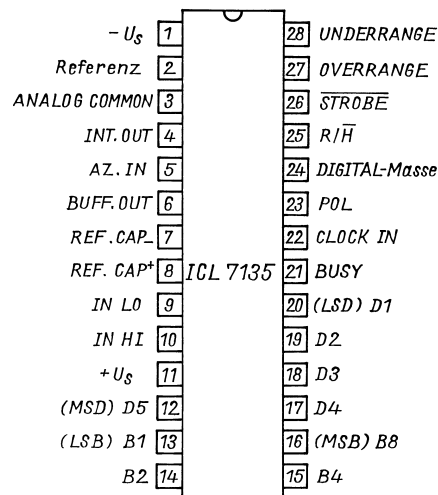 - Us 1 28 UNDERRANGE
Referenz 2 27 OVERRANGE
ANALOG COMMON 3 26 STROBE
INT. OUT 4 25 R/H
AZ. IN 5 24 DIGITAL-Masse
BUFF. OUT 6 23 POL
REF. CAP- 7 22 CLOCK IN
REF. CAP+ 8 ICL 7135 21 BUSY
IN LO 9 20 (LSD) D1
IN HI 10 19 D2
+Us 11 18 D3
(MSD) D5 12 17 D4
(LSB) B1 13 16 (MSB) B8
B2 14 15 B4